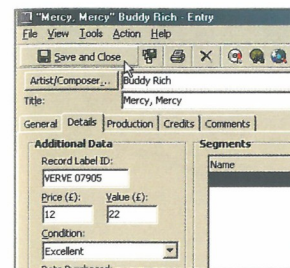 "Mercy, Mercy" Buddy Rich - Entry
File View Tools Action Help
Save and Close
Artist/Composer... Buddy Rich
Title: Mercy, Mercy
General Details Production Credits Comments
Additional Data Segments
Record Label ID: Name
VERVE 07905
Price (£): Value (£):
12 22
Condition:
Excellent